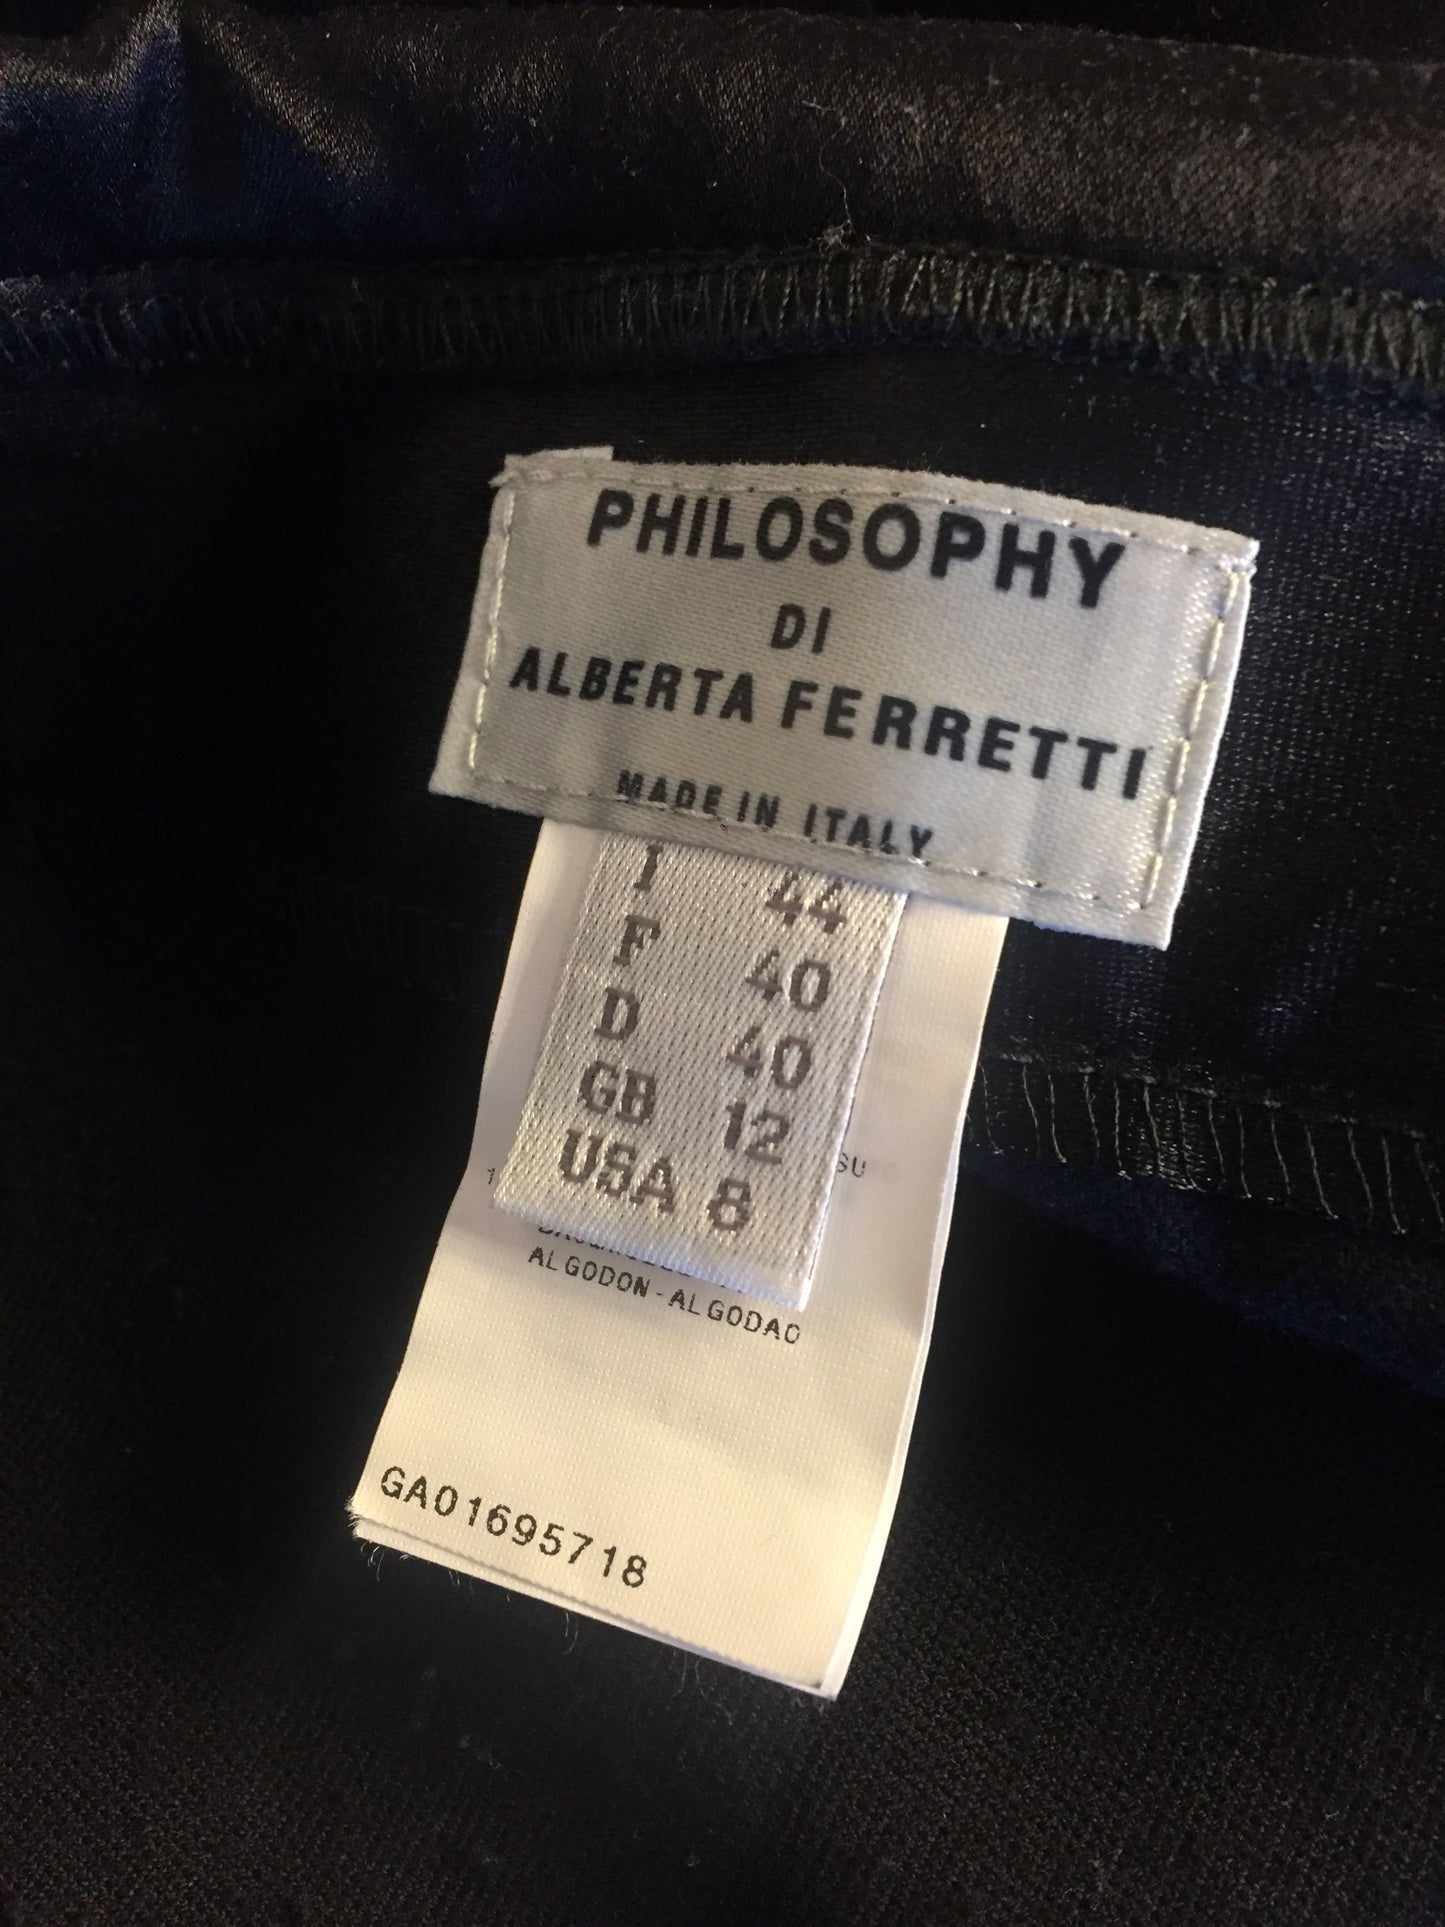 PHILOSOPHY
DI
ALBERTA FERRETTI
MADE IN ITALY
I 44
F 40
D 40
GB 12
USA 8
ALGODON-ALGODAO
GA01695718